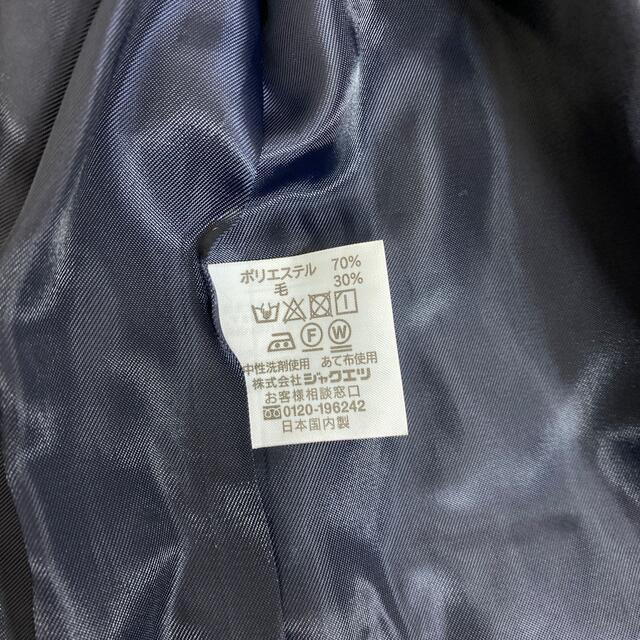 ポリエステル 70%
毛 30%
F W
中性洗剤使用 あて布使用
株式会社ジャクエツ
お客様相談窓口
0120-196242
日本国内製